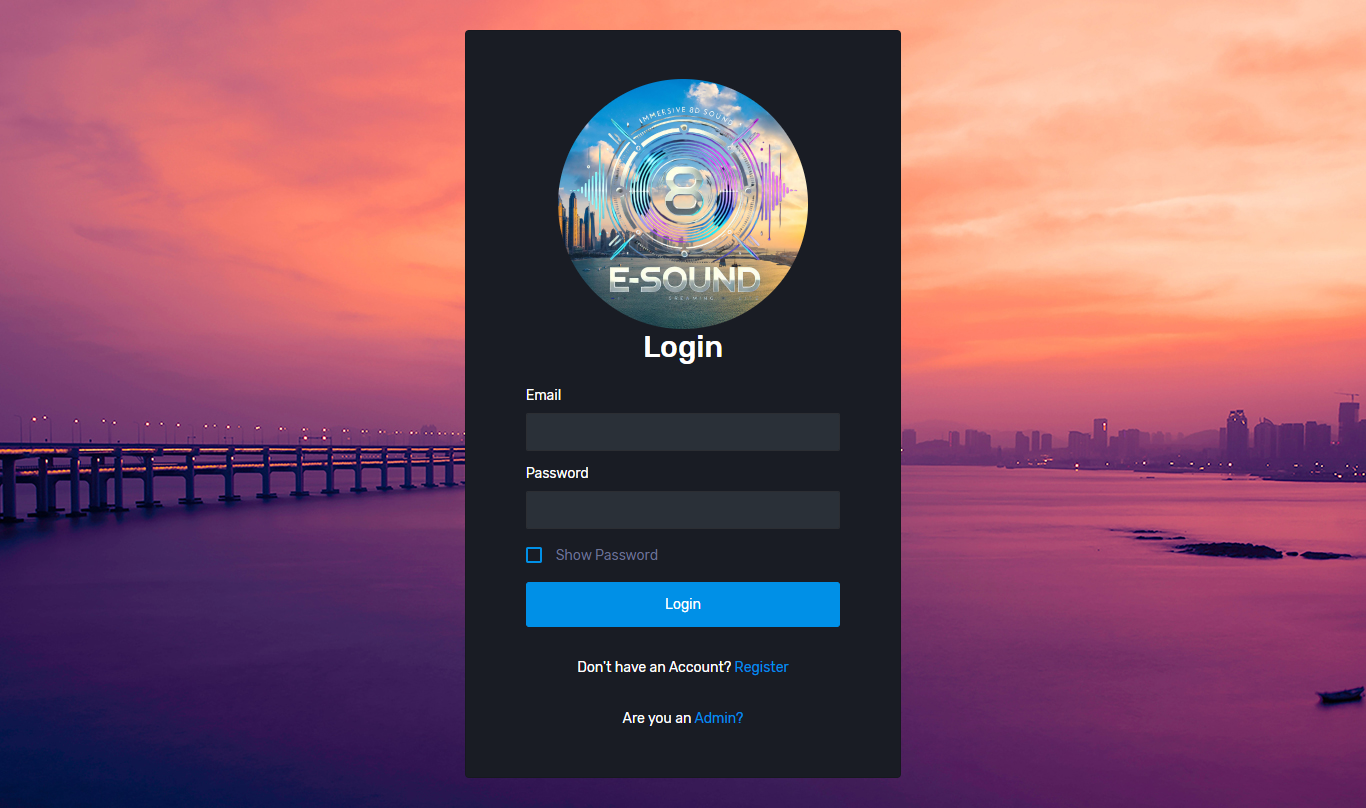 IMMERSIVE 8D SOUND
8
E-SOUND
Login
Email
Password
Show Password
Login
Don't have an Account? Register
Are you an Admin?